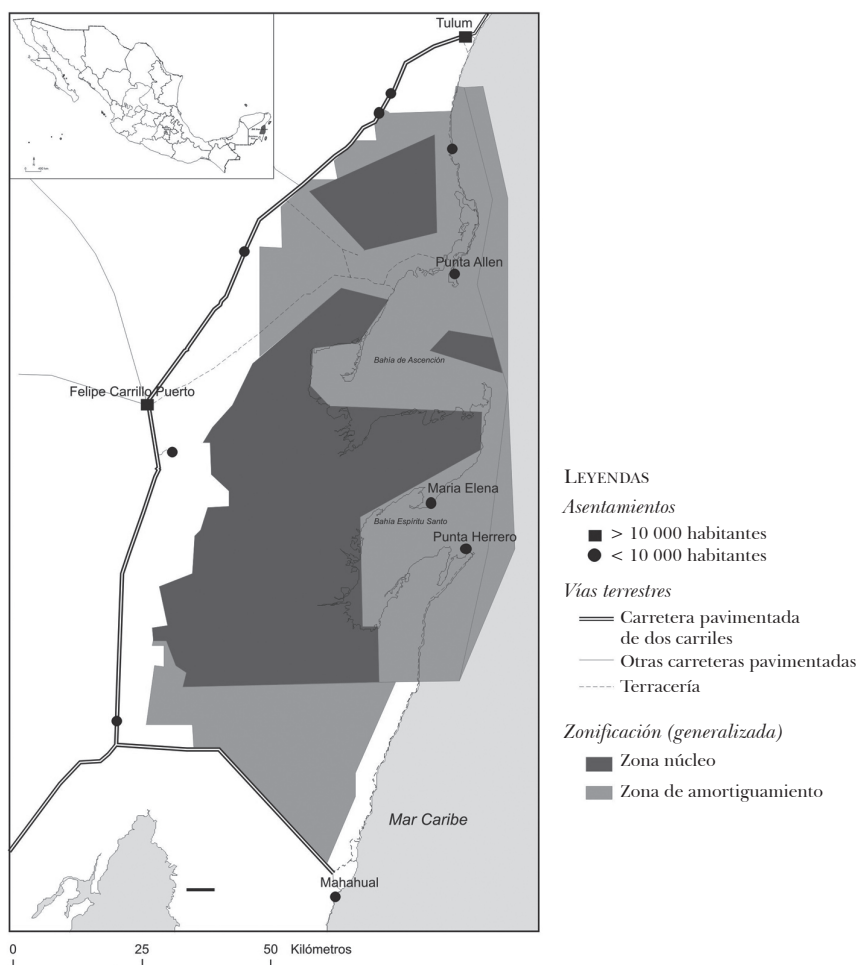 Tulum
Punta Allen
Bahía de Ascención
Felipe Carrillo Puerto
Maria Elena
Bahía Espíritu Santo
Punta Herrero
Mar Caribe
Mahahual
0 25 50 Kilómetros
LEYENDAS
Asentamientos
> 10 000 habitantes
< 10 000 habitantes
Vías terrestres
Carretera pavimentada
de dos carriles
Otras carreteras pavimentadas
Terracería
Zonificación (generalizada)
Zona núcleo
Zona de amortiguamiento